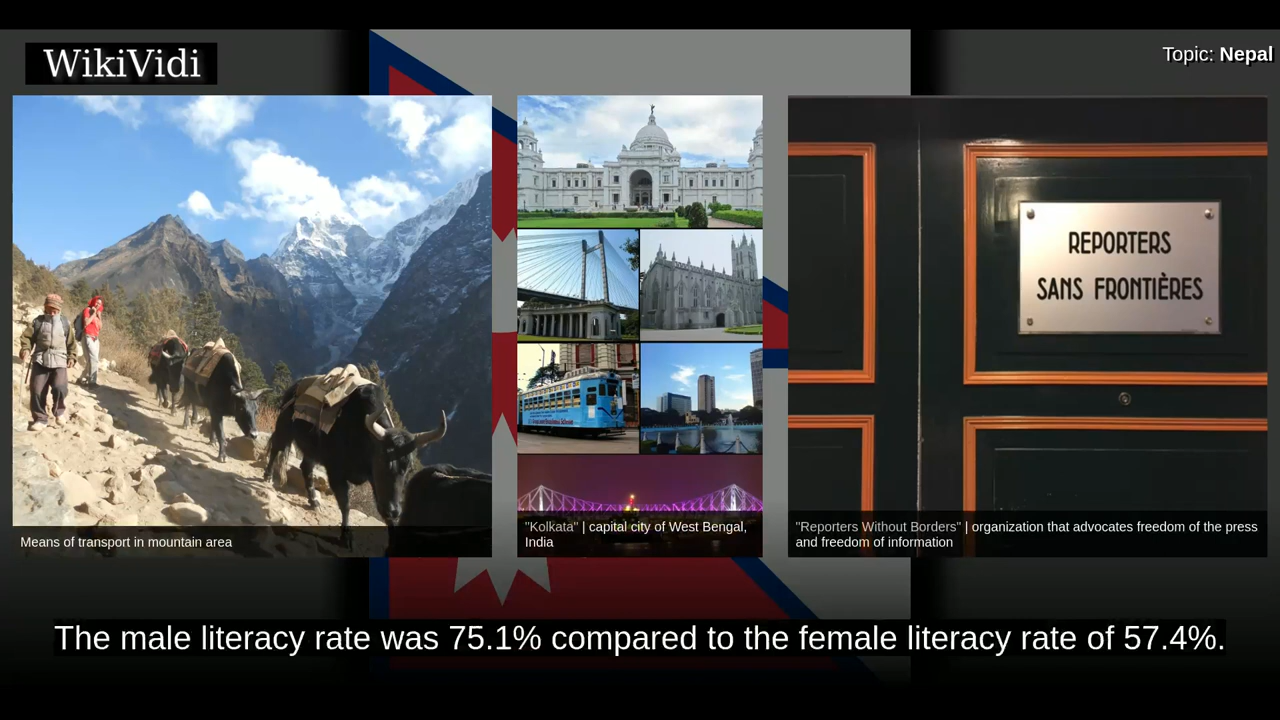 WikiVidi
Topic: Nepal
REPORTERS
SANS FRONTIÈRES
Means of transport in mountain area
"Kolkata" | capital city of West Bengal,
India
"Reporters Without Borders" | organization that advocates freedom of the press
and freedom of information
The male literacy rate was 75.1% compared to the female literacy rate of 57.4%.